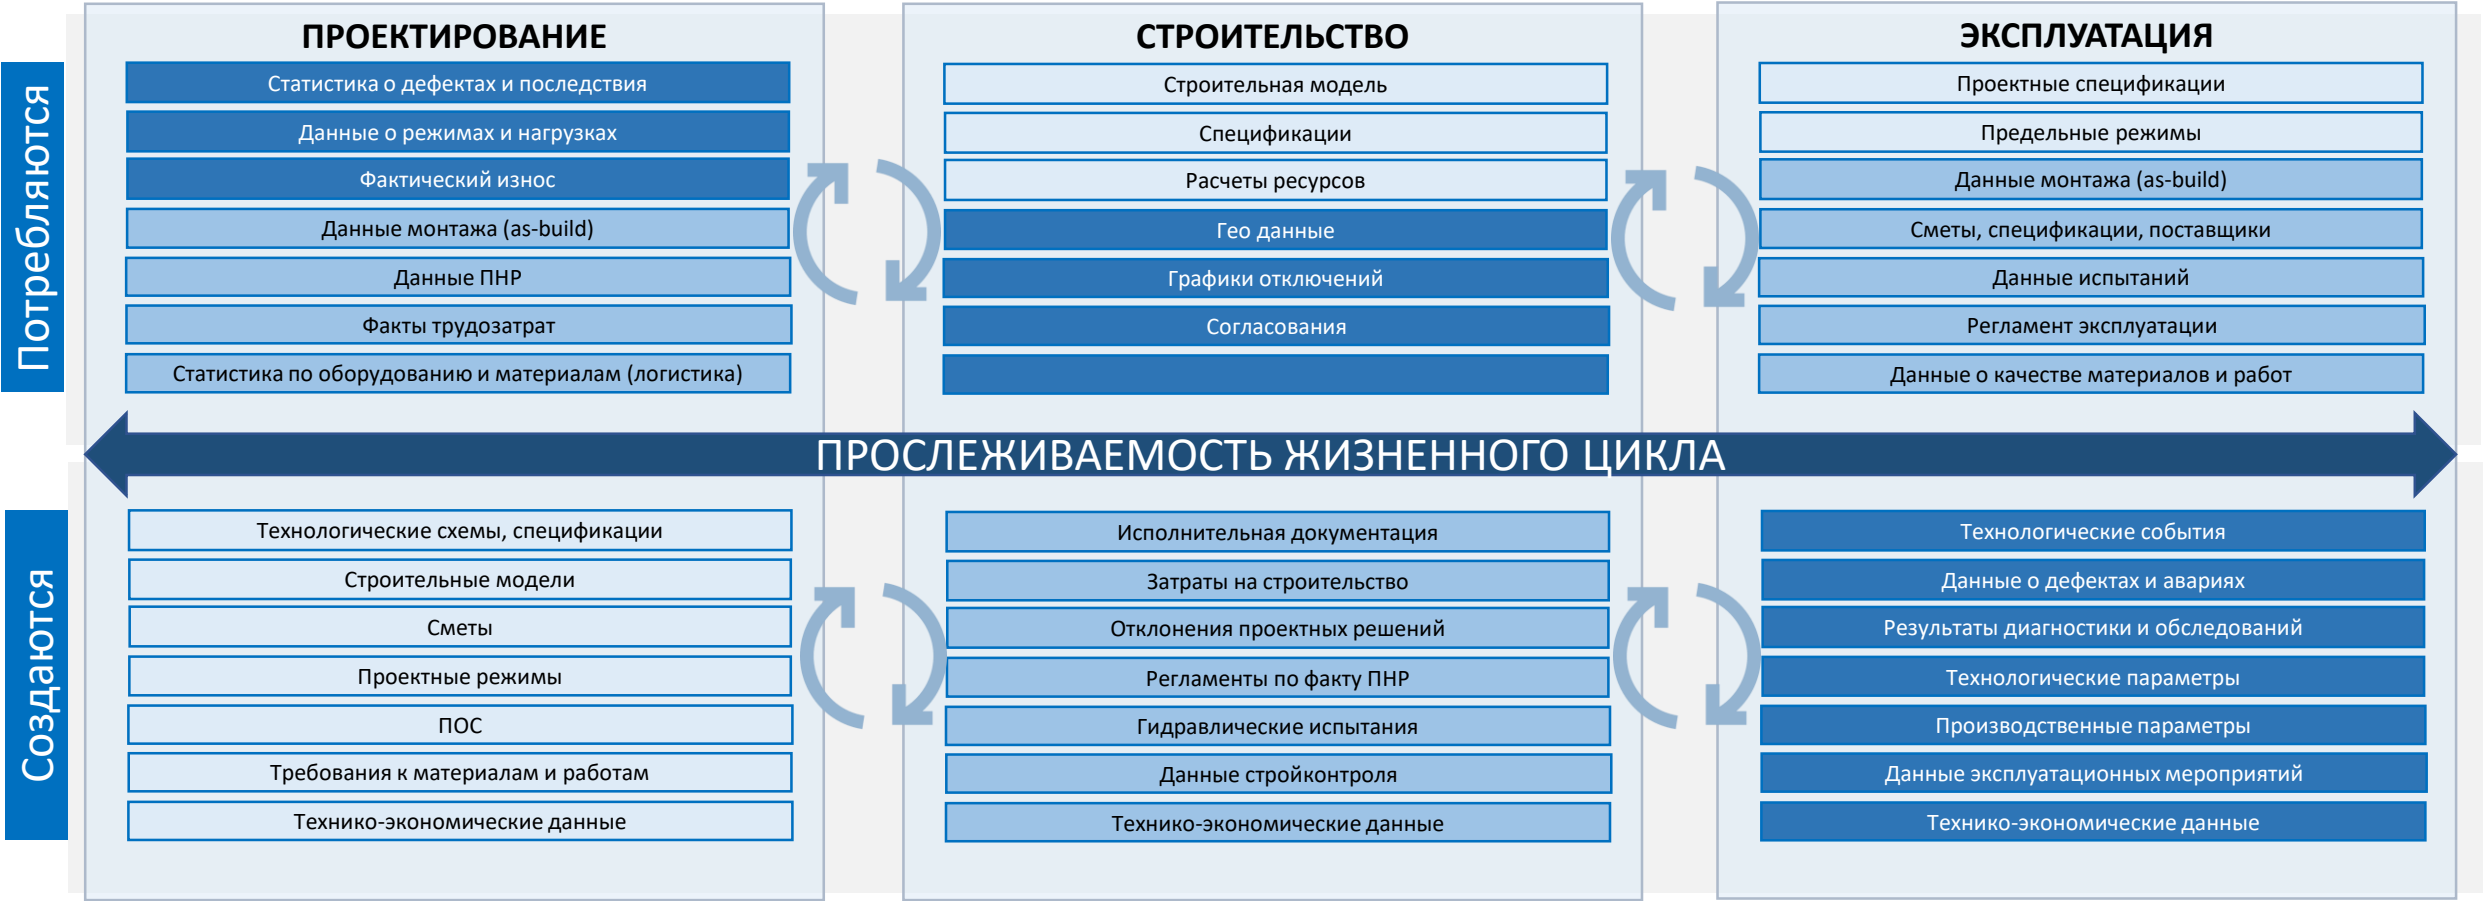 ПРОЕКТИРОВАНИЕ
СТРОИТЕЛЬСТВО
ЭКСПЛУАТАЦИЯ
Потребляются
Статистика о дефектах и последствия
Данные о режимах и нагрузках
Фактический износ
Данные монтажа (as-build)
Данные ПНР
Факты трудозатрат
Статистика по оборудованию и материалам (логистика)
Строительная модель
Спецификации
Расчеты ресурсов
Гео данные
Графики отключений
Согласования
Проектные спецификации
Предельные режимы
Данные монтажа (as-build)
Сметы, спецификации, поставщики
Данные испытаний
Регламент эксплуатации
Данные о качестве материалов и работ
ПРОСЛЕЖИВАЕМОСТЬ ЖИЗНЕННОГО ЦИКЛА
Создаются
Технологические схемы, спецификации
Строительные модели
Сметы
Проектные режимы
ПОС
Требования к материалам и работам
Технико-экономические данные
Исполнительная документация
Затраты на строительство
Отклонения проектных решений
Регламенты по факту ПНР
Гидравлические испытания
Данные стройконтроля
Технико-экономические данные
Технологические события
Данные о дефектах и авариях
Результаты диагностики и обследований
Технологические параметры
Производственные параметры
Данные эксплуатационных мероприятий
Технико-экономические данные